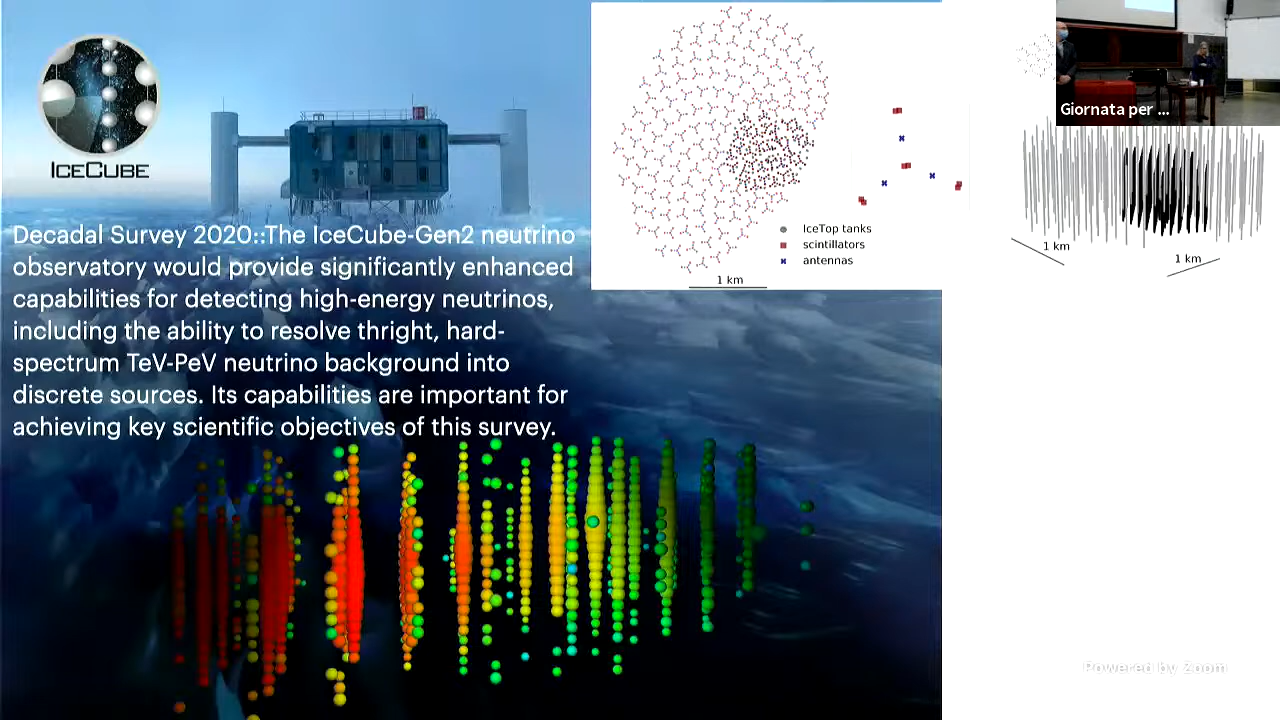 ICECUBE
Decadal Survey 2020::The IceCube-Gen2 neutrino
observatory would provide significantly enhanced
capabilities for detecting high-energy neutrinos,
including the ability to resolve thright, hard-
spectrum TeV-PeV neutrino background into
discrete sources. Its capabilities are important for
achieving key scientific objectives of this survey.
IceTop tanks
scintillators
antennas
1 km
Giornata per ...
1 km
1 km
Powered by Zoom